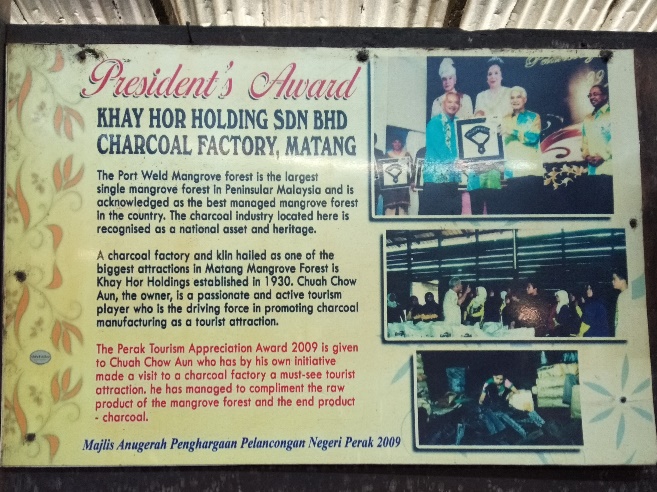 President's Award
KHAY HOR HOLDING SDN BHD
CHARCOAL FACTORY, MATANG
The Port Weld Mangrove forest is the largest
single mangrove forest in Peninsular Malaysia and is
acknowledged as the best managed mangrove forest
in the country. The charcoal industry located here is
recognised as a national asset and heritage.
A charcoal factory and kiln hailed as one of the
biggest attractions in Matang Mangrove Forest is
Khay Hor Holdings established in 1930. Chuah Chow
Aun, the owner, is a passionate and active tourism
player who is the driving force in promoting charcoal
manufacturing as a tourist attraction.
The Perak Tourism Appreciation Award 2009 is given
to Chuah Chow Aun who has by his own initiative
made a visit to a charcoal factory a must-see tourist
attraction. he has managed to compliment the raw
product of the mangrove forest and the end product
- charcoal.
Majlis Anugerah Penghargaan Pelancongan Negeri Perak 2009